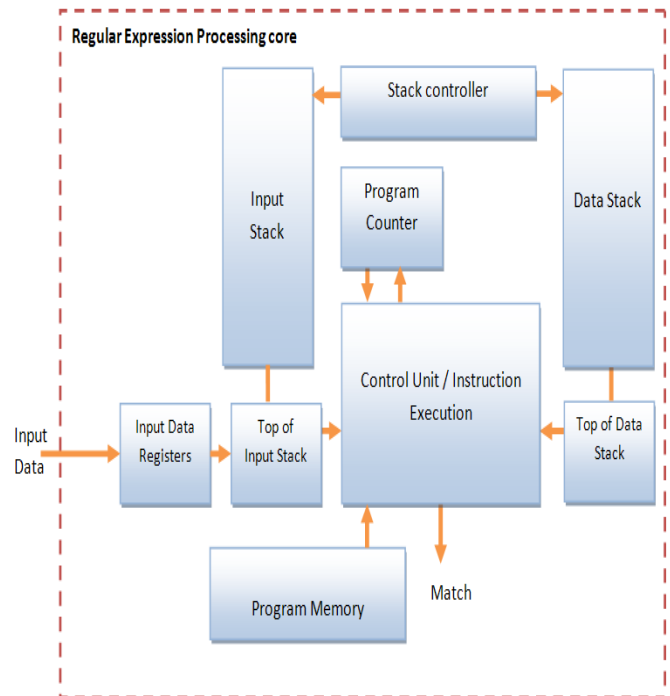 Regular Expression Processing core
Stack controller
Input
Stack
Program
Counter
Data Stack
Control Unit / Instruction
Execution
Input
Data
Input Data
Registers
Top of
Input Stack
Top of Data
Stack
Program Memory
Match